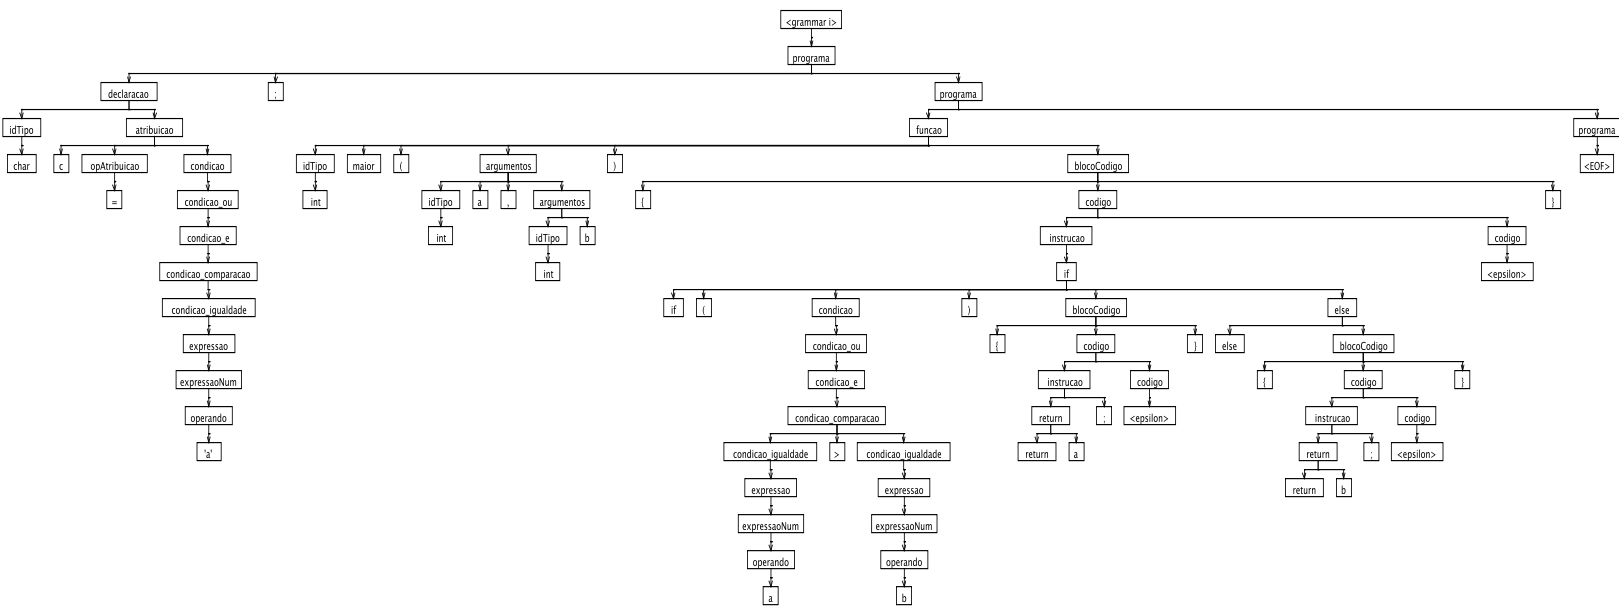 <grammar i>
programa
declaracao ; programa
idTipo atribuicao funcao programa
char c opAtribuicao condicao idTipo maior ( argumentos ) blocoCodigo <EOF>
= condicao_ou int idTipo a , argumentos { codigo }
condicao_e int idTipo b instrucao codigo
condicao_comparacao int if <epsilon>
condicao_igualdade if ( condicao ) blocoCodigo else
expressao condicao_ou { codigo } else blocoCodigo
expressaoNum condicao_e instrucao codigo { codigo }
operando condicao_comparacao return ; <epsilon> instrucao codigo
'a' condicao_igualdade > condicao_igualdade return a return ; <epsilon>
expressao expressao return b
expressaoNum expressaoNum
operando operando
a b